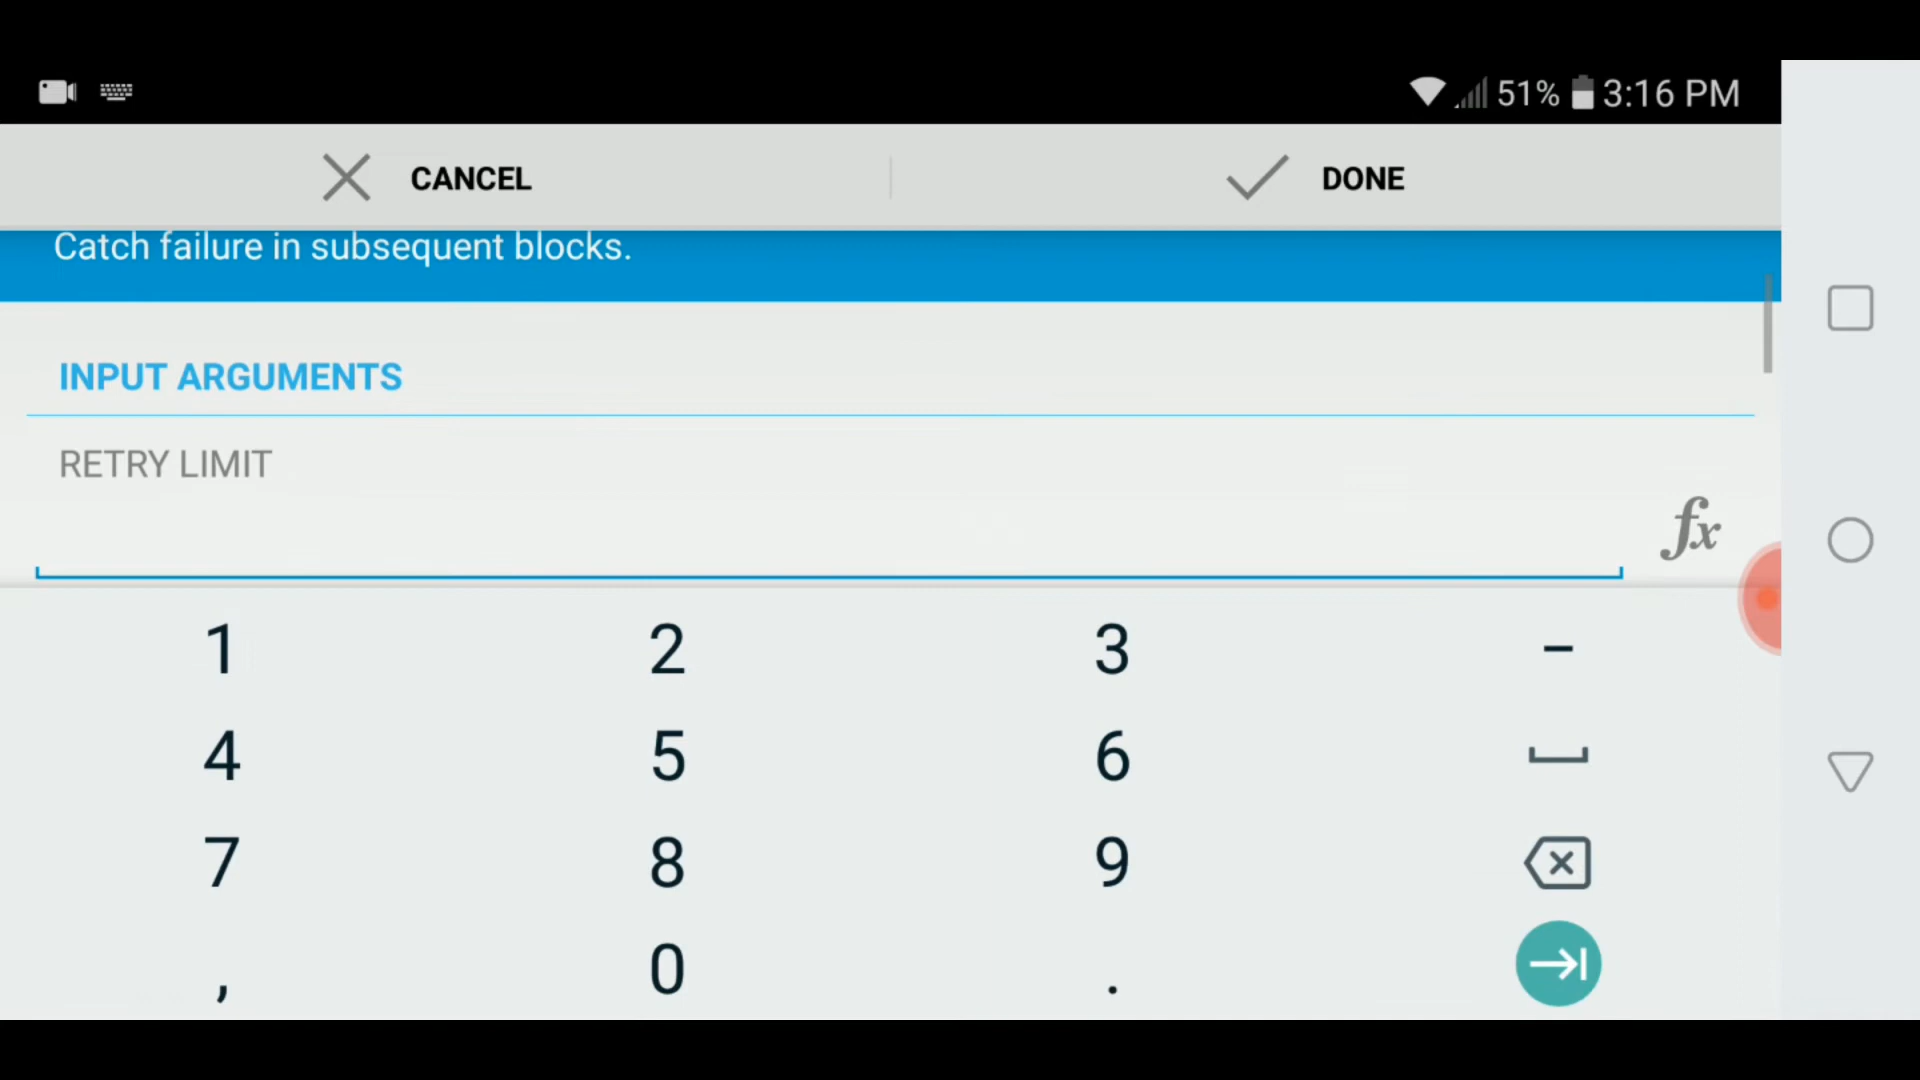 51% 3:16 PM
CANCEL DONE
Catch failure in subsequent blocks.
INPUT ARGUMENTS
RETRY LIMIT
fx
1 2 3 -
4 5 6
7 8 9
, 0 .